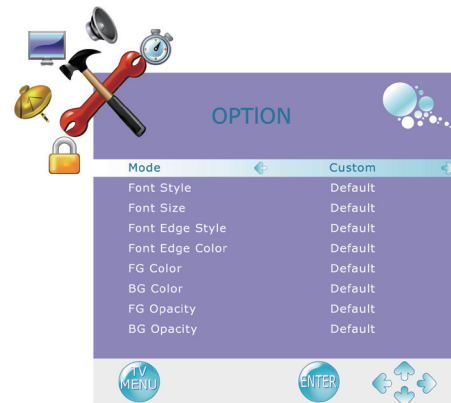 OPTION
Mode Custom
Font Style Default
Font Size Default
Font Edge Style Default
Font Edge Color Default
FG Color Default
BG Color Default
FG Opacity Default
BG Opacity Default
TV
MENU
ENTER